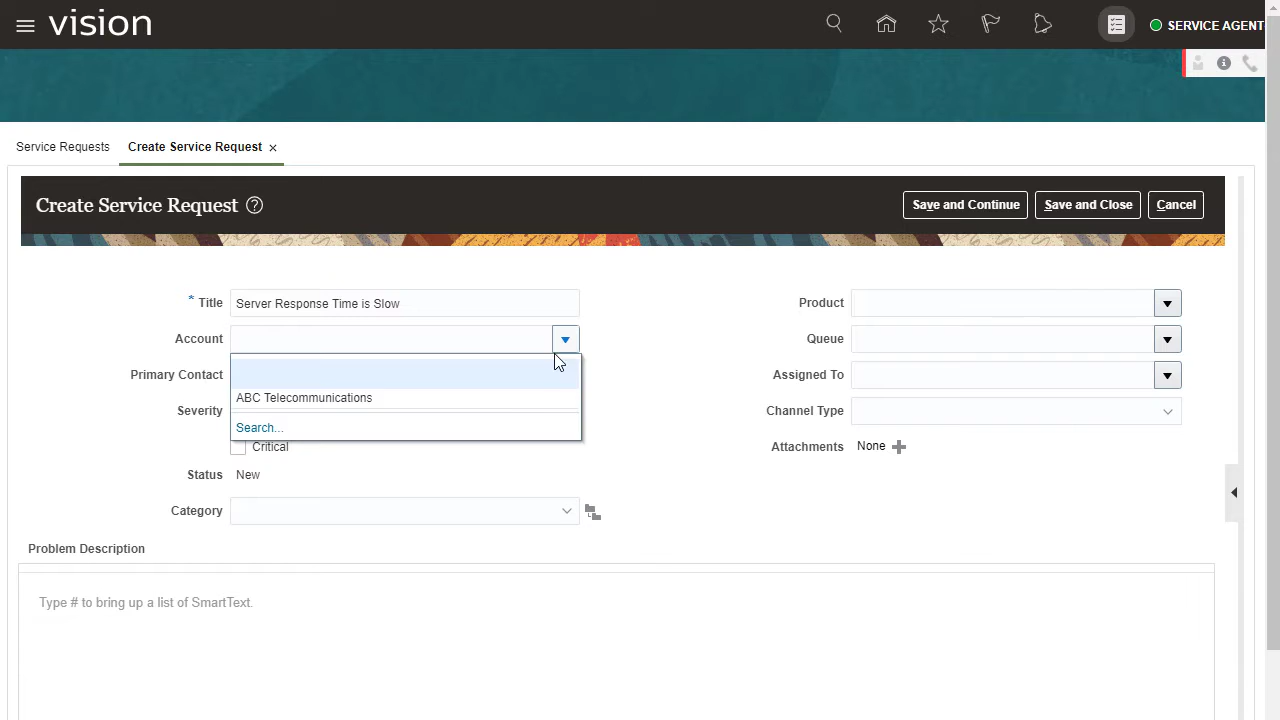 vision
SERVICE AGENT
Service Requests
Create Service Request ×
Create Service Request ?
Save and Continue
Save and Close
Cancel
* Title
Server Response Time is Slow
Account
ABC Telecommunications
Search...
Primary Contact
Severity
Critical
Status
New
Category
Product
Queue
Assigned To
Channel Type
Attachments
None
Problem Description
Type # to bring up a list of SmartText.